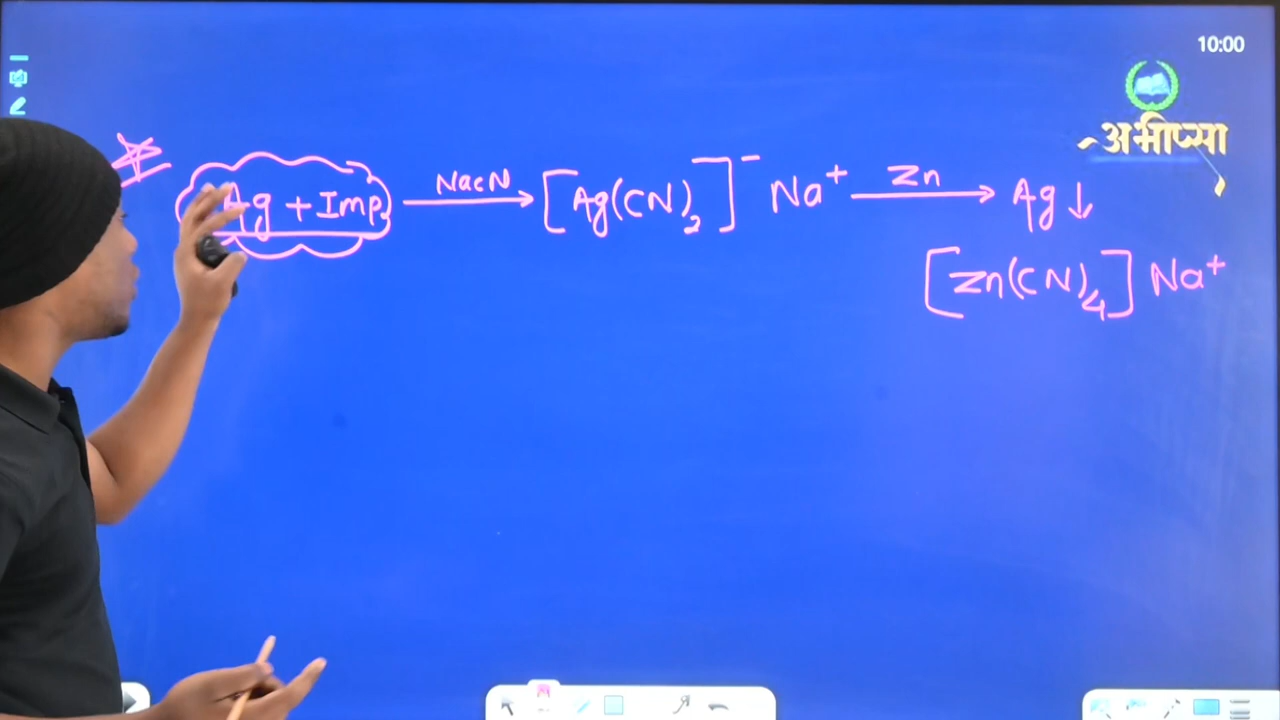 10:00
अभीप्सा
Ag + Imp. NaCN [Ag(CN)₂]⁻ Na⁺ Zn Ag ↓
[Zn(CN)₄] Na⁺